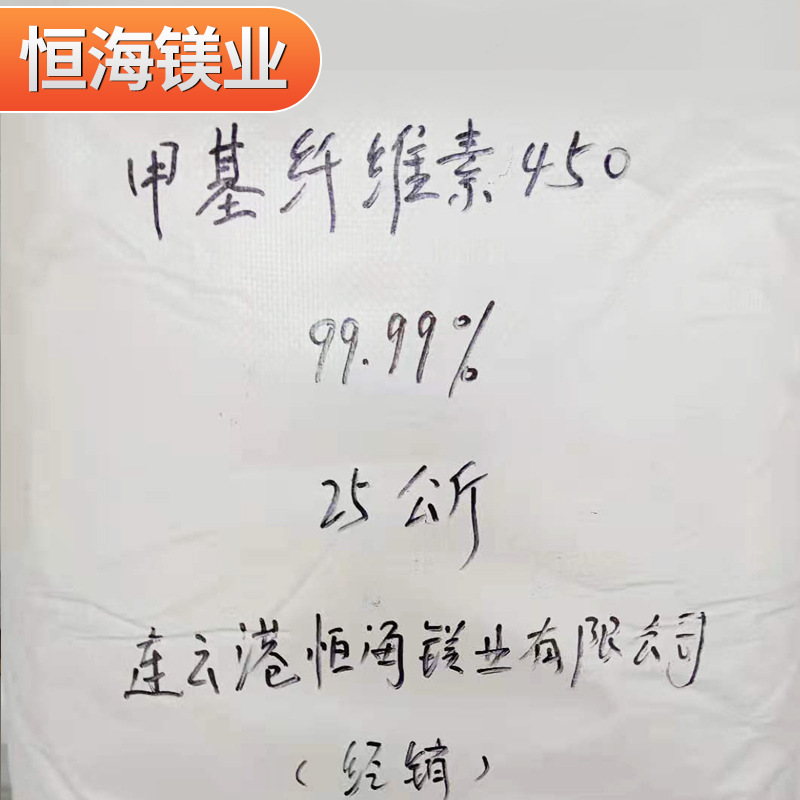 恒海镁业
甲基纤维素450
99.99%
25公斤
连云港恒海镁业有限公司
（经销）